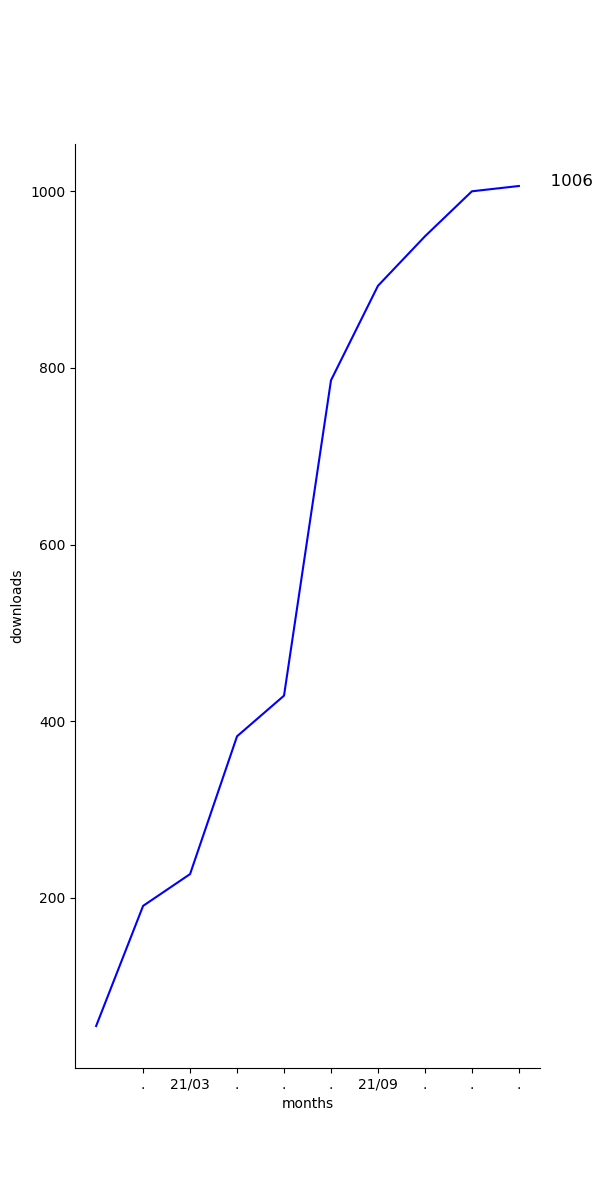 1006
1000
800
600
400
200
downloads
. 21/03 . . . 21/09 . . .
months